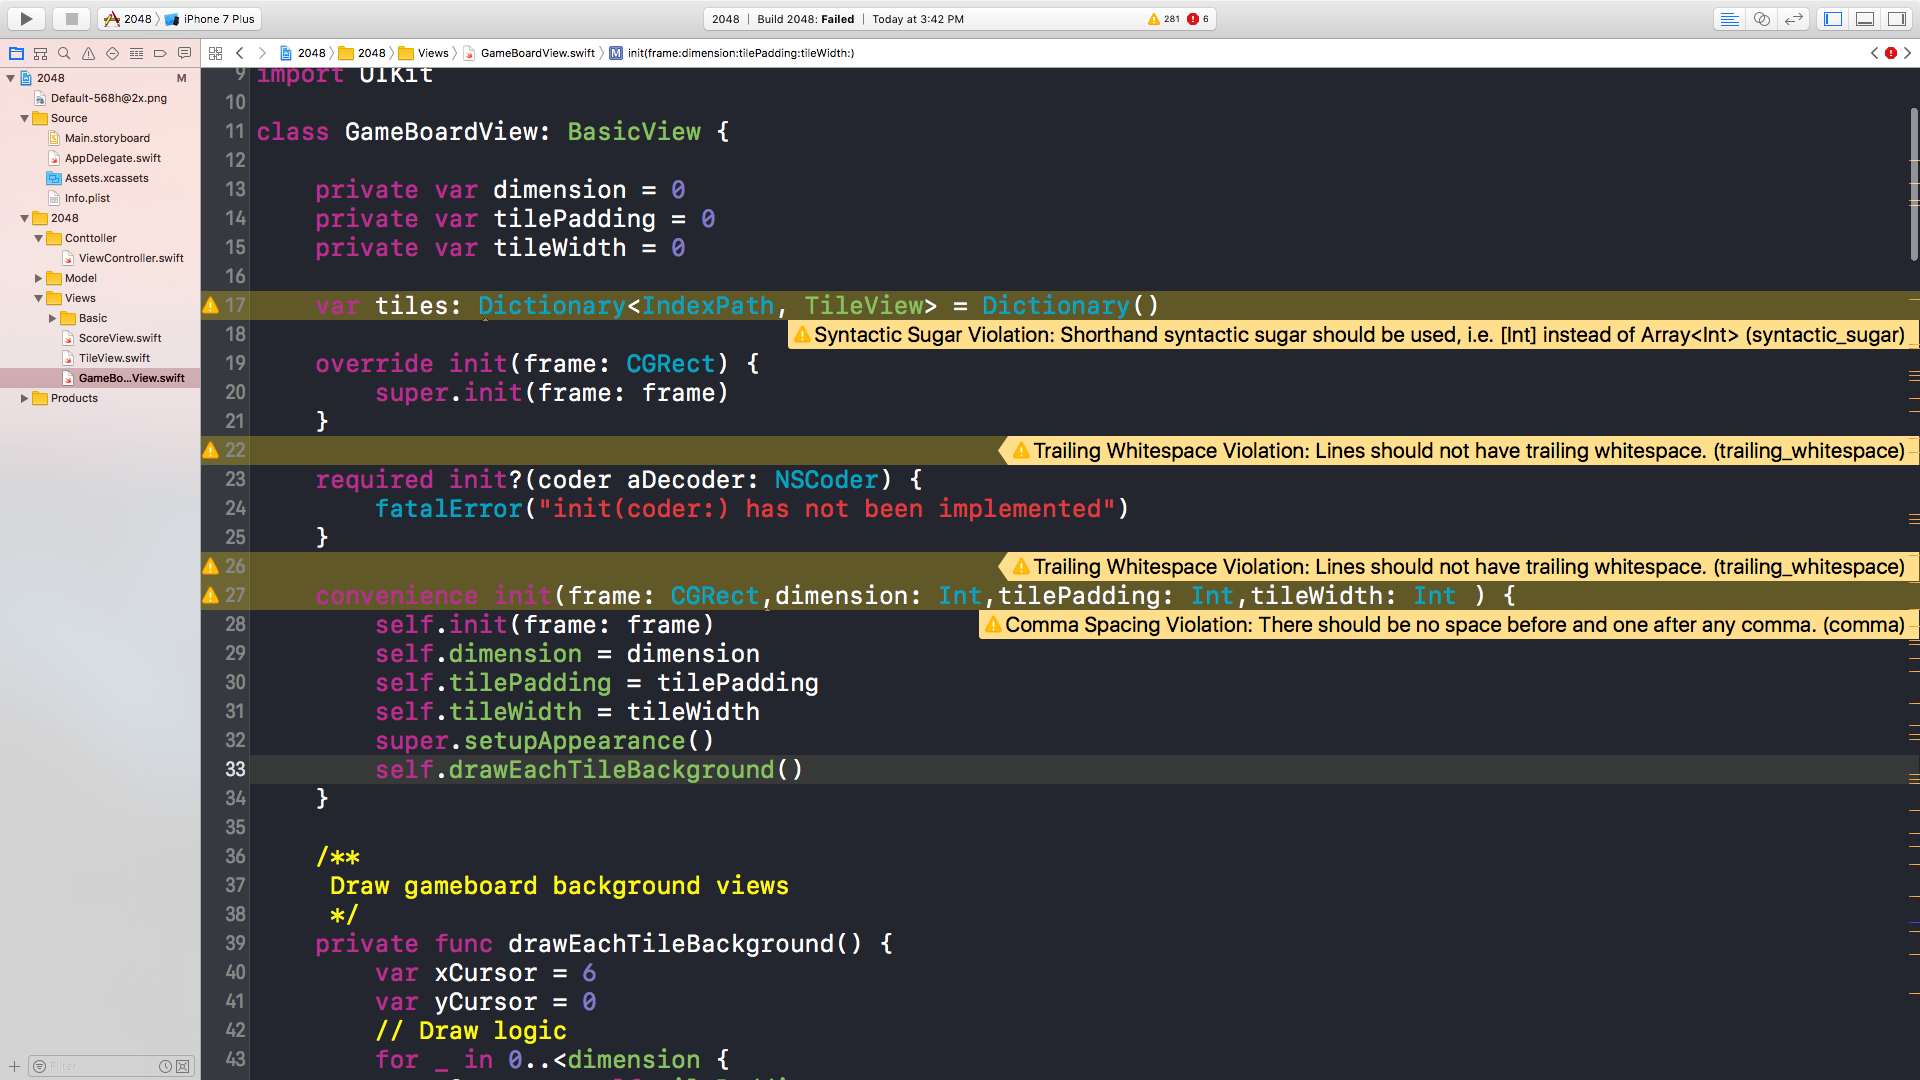 2048 iPhone 7 Plus
2048 Build 2048: Failed Today at 3:42 PM 281 6
2048 2048 Views GameBoardView.swift M init(frame:dimension:tilePadding:tileWidth:)
2048 M
Default-568h@2x.png
Source
Main.storyboard
AppDelegate.swift
Assets.xcassets
Info.plist
2048
Conttoller
ViewController.swift
Model
Views
Basic
ScoreView.swift
TileView.swift
GameBo...View.swift
Products
Filter
9 import UIKit
10
11 class GameBoardView: BasicView {
12
13 private var dimension = 0
14 private var tilePadding = 0
15 private var tileWidth = 0
16
17 var tiles: Dictionary<IndexPath, TileView> = Dictionary()
18 Syntactic Sugar Violation: Shorthand syntactic sugar should be used, i.e. [Int] instead of Array<Int> (syntactic_sugar)
19 override init(frame: CGRect) {
20 super.init(frame: frame)
21 }
22 Trailing Whitespace Violation: Lines should not have trailing whitespace. (trailing_whitespace)
23 required init?(coder aDecoder: NSCoder) {
24 fatalError("init(coder:) has not been implemented")
25 }
26 Trailing Whitespace Violation: Lines should not have trailing whitespace. (trailing_whitespace)
27 convenience init(frame: CGRect,dimension: Int,tilePadding: Int,tileWidth: Int ) {
28 self.init(frame: frame) Comma Spacing Violation: There should be no space before and one after any comma. (comma)
29 self.dimension = dimension
30 self.tilePadding = tilePadding
31 self.tileWidth = tileWidth
32 super.setupAppearance()
33 self.drawEachTileBackground()
34 }
35
36 /**
37 Draw gameboard background views
38 */
39 private func drawEachTileBackground() {
40 var xCursor = 6
41 var yCursor = 0
42 // Draw logic
43 for _ in 0..<dimension {